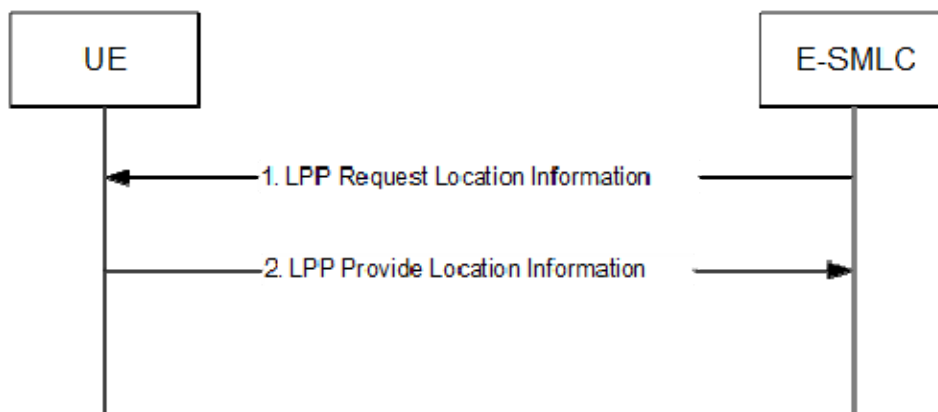 UE
E-SMLC
1. LPP Request Location Information
2. LPP Provide Location Information